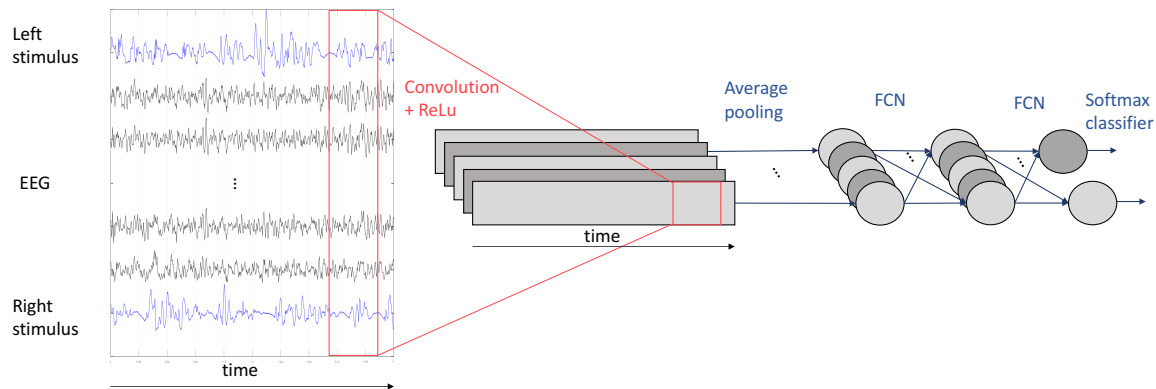 Left
stimulus
EEG
Right
stimulus
time
Convolution
+ ReLu
time
Average
pooling
FCN
FCN
Softmax
classifier